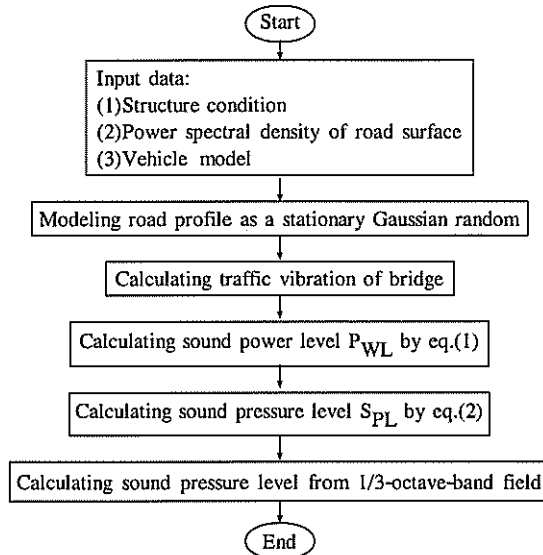 Start
Input data:
(1)Structure condition
(2)Power spectral density of road surface
(3)Vehicle model
Modeling road profile as a stationary Gaussian random
Calculating traffic vibration of bridge
Calculating sound power level PWL by eq.(1)
Calculating sound pressure level SPL by eq.(2)
Calculating sound pressure level from 1/3-octave-band field
End